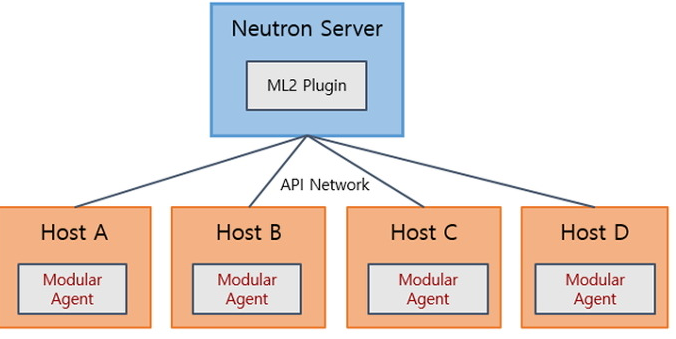 Neutron Server
ML2 Plugin
API Network
Host A
Modular
Agent
Host B
Modular
Agent
Host C
Modular
Agent
Host D
Modular
Agent